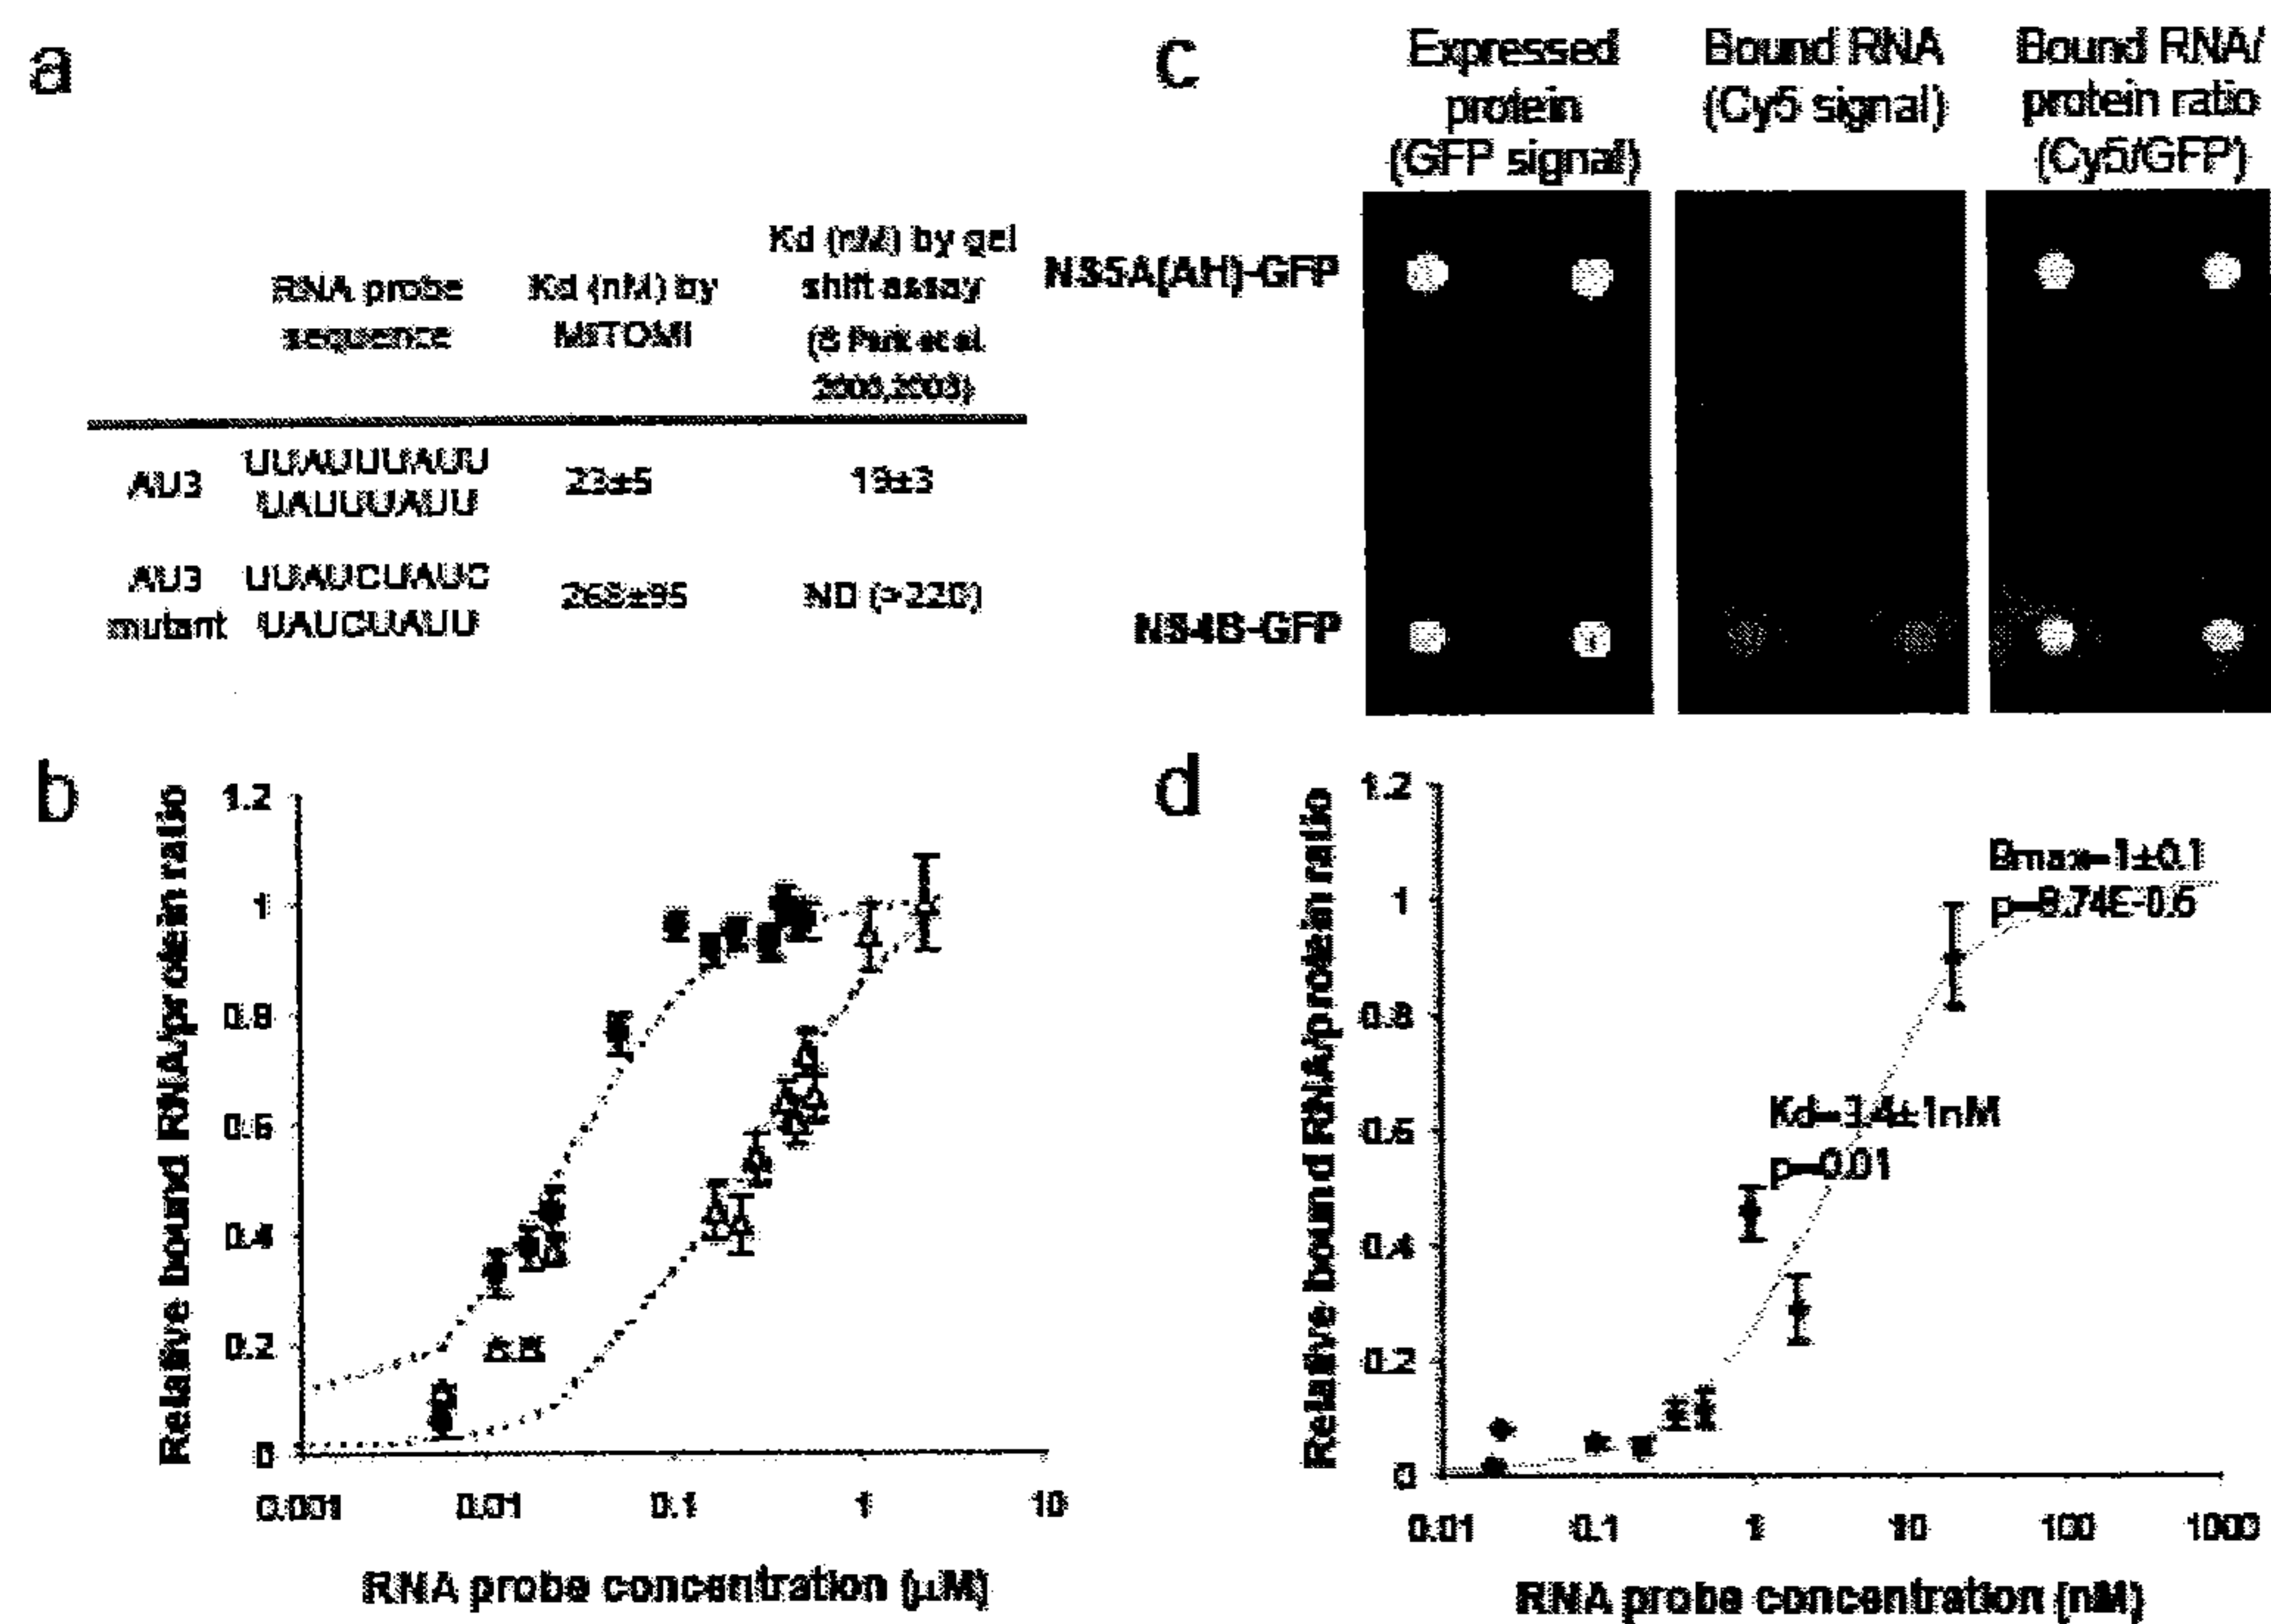 a
RNA probe sequence
Kd (nM) by MITOMI
Kd (nM) by gel shift assay
(S Park et al 2000,2003)
AU3
UUAUUUAUU
UAUUUAUU
23±5
19±3
AU3 mutant
UUAUCUAUC
UAUCUAUU
268±95
ND (>220)
b
Relative bound RNA/protein ratio
1.2
1
0.8
0.6
0.4
0.2
0
0.001
0.01
0.1
1
10
RNA probe concentration (µM)
c
Expressed protein (GFP signal)
Bound RNA (Cy5 signal)
Bound RNA/ protein ratio (Cy5/GFP)
NS5A(AH)-GFP
NS4B-GFP
d
Relative bound RNA/protein ratio
1.2
1
0.8
0.6
0.4
0.2
0
Bmax=1±0.1
Kd=3.4±1nM
p=0.01
0.01
0.1
1
10
100
1000
RNA probe concentration (nM)